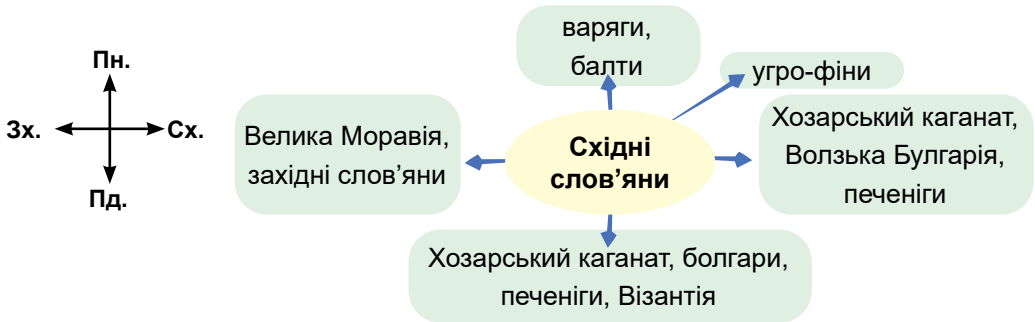 Пн.
Зх.
Сх.
Пд.
варяги,
балти
угро-фіни
Велика Моравія,
західні слов’яни
Східні
слов’яни
Хозарський каганат,
Волзька Булгарія,
печеніги
Хозарський каганат, болгари,
печеніги, Візантія